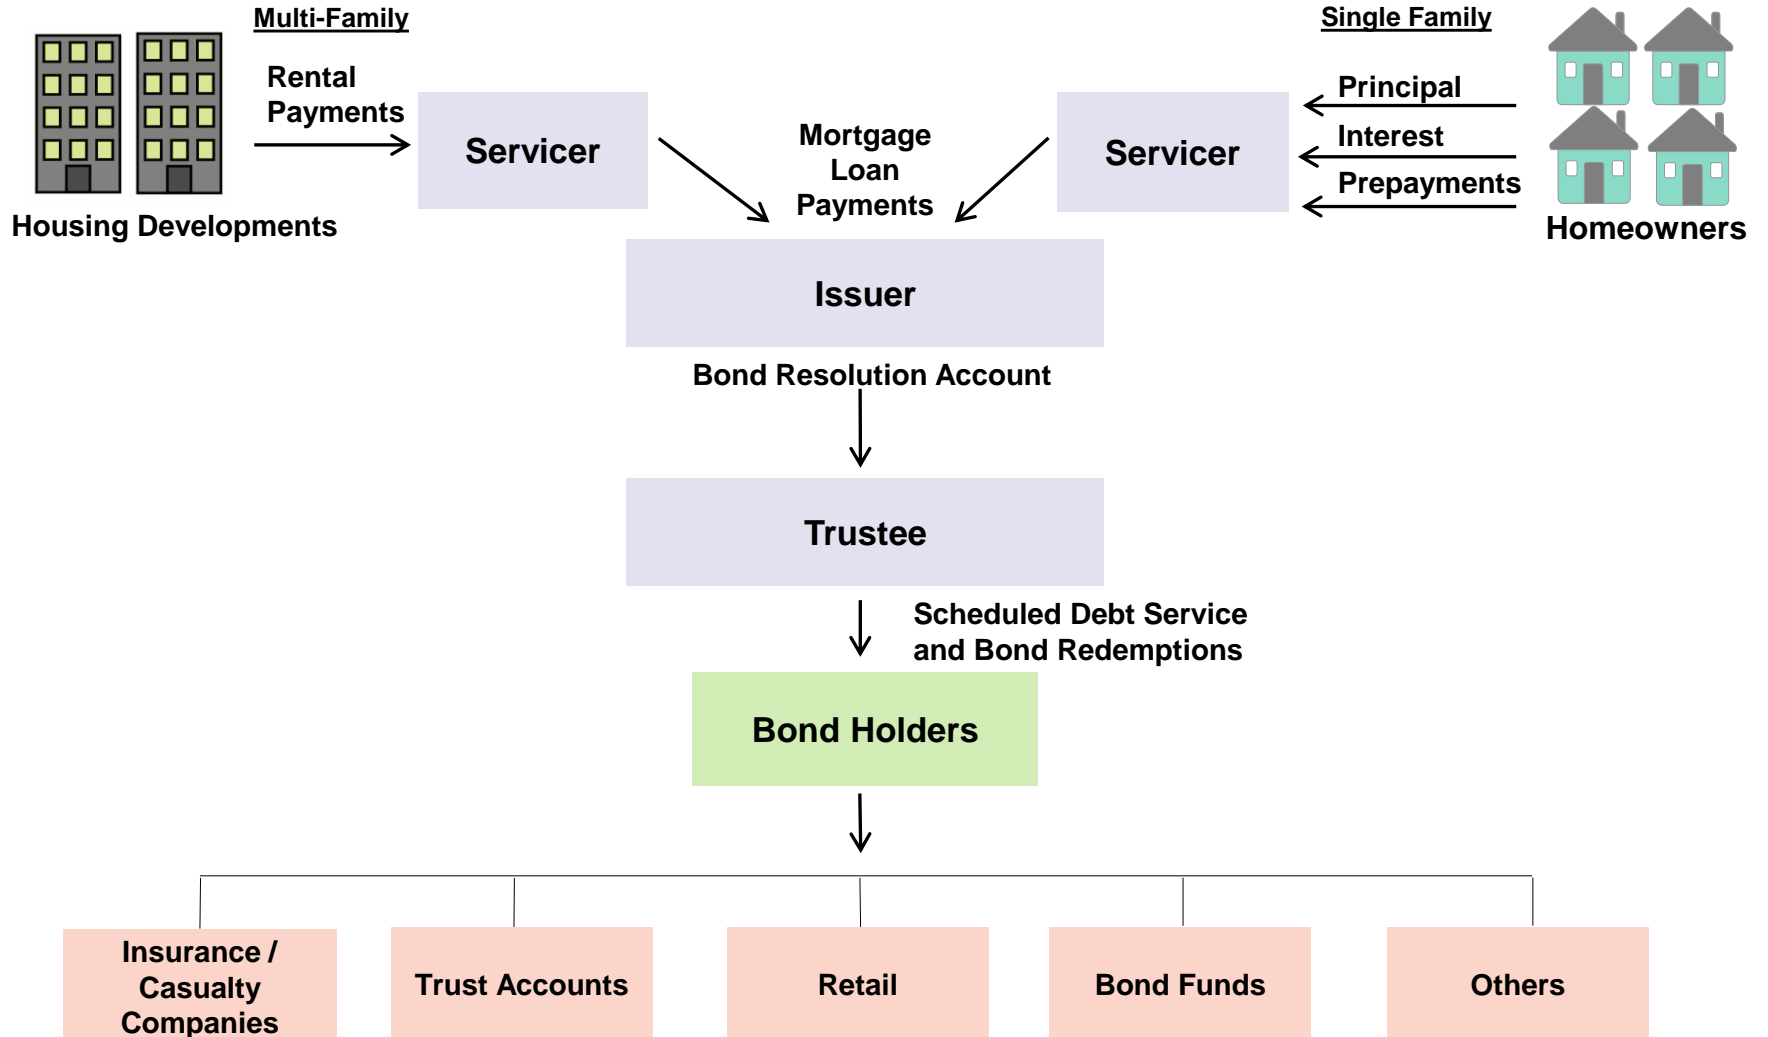 Multi-Family
Rental
Payments
Servicer
Housing Developments
Mortgage
Loan
Payments
Single Family
Principal
Interest
Prepayments
Servicer
Homeowners
Issuer
Bond Resolution Account
Trustee
Scheduled Debt Service
and Bond Redemptions
Bond Holders
Insurance /
Casualty
Companies
Trust Accounts
Retail
Bond Funds
Others